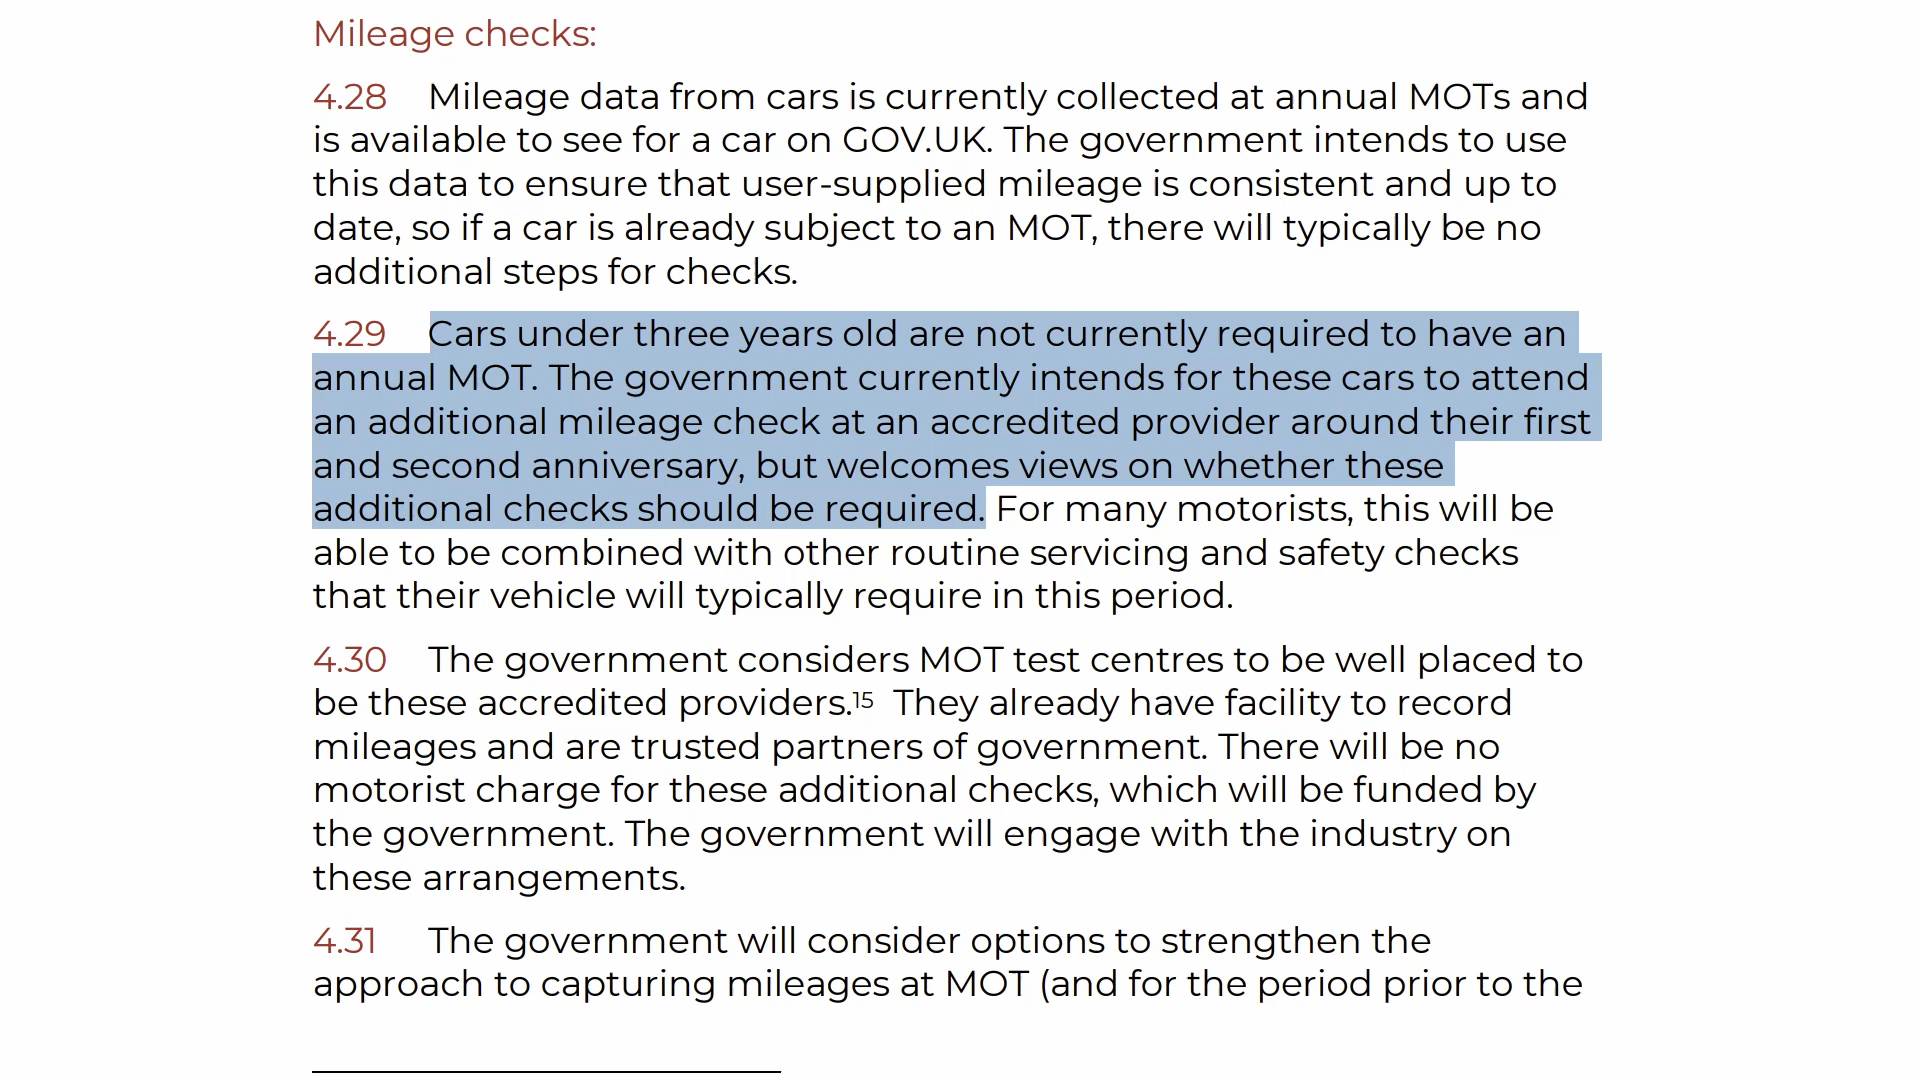 Mileage checks:
4.28 Mileage data from cars is currently collected at annual MOTs and
is available to see for a car on GOV.UK. The government intends to use
this data to ensure that user-supplied mileage is consistent and up to
date, so if a car is already subject to an MOT, there will typically be no
additional steps for checks.
4.29 Cars under three years old are not currently required to have an
annual MOT. The government currently intends for these cars to attend
an additional mileage check at an accredited provider around their first
and second anniversary, but welcomes views on whether these
additional checks should be required. For many motorists, this will be
able to be combined with other routine servicing and safety checks
that their vehicle will typically require in this period.
4.30 The government considers MOT test centres to be well placed to
be these accredited providers.15 They already have facility to record
mileages and are trusted partners of government. There will be no
motorist charge for these additional checks, which will be funded by
the government. The government will engage with the industry on
these arrangements.
4.31 The government will consider options to strengthen the
approach to capturing mileages at MOT (and for the period prior to the